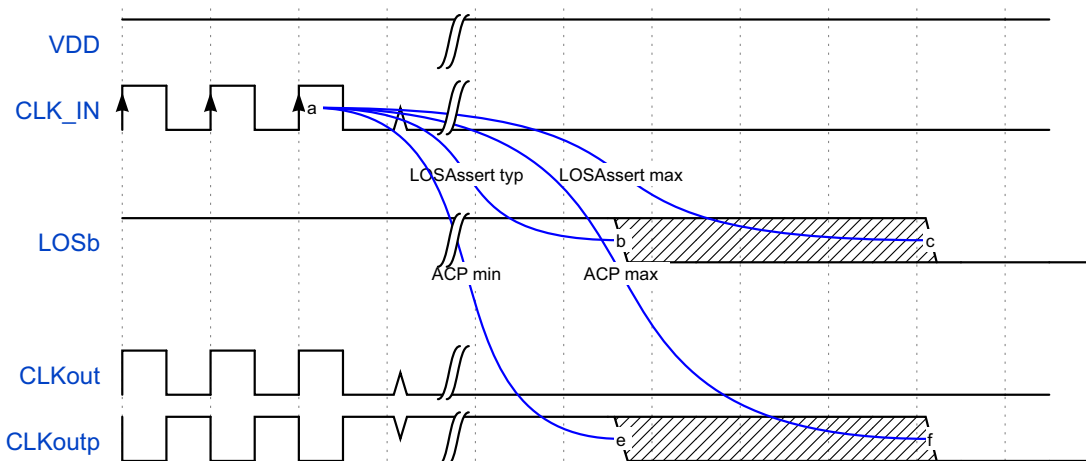 VDD
CLK_IN
a
LOSAssert typ
LOSAssert max
LOSb
b
c
ACP min
ACP max
CLKout
CLKoutp
e
f